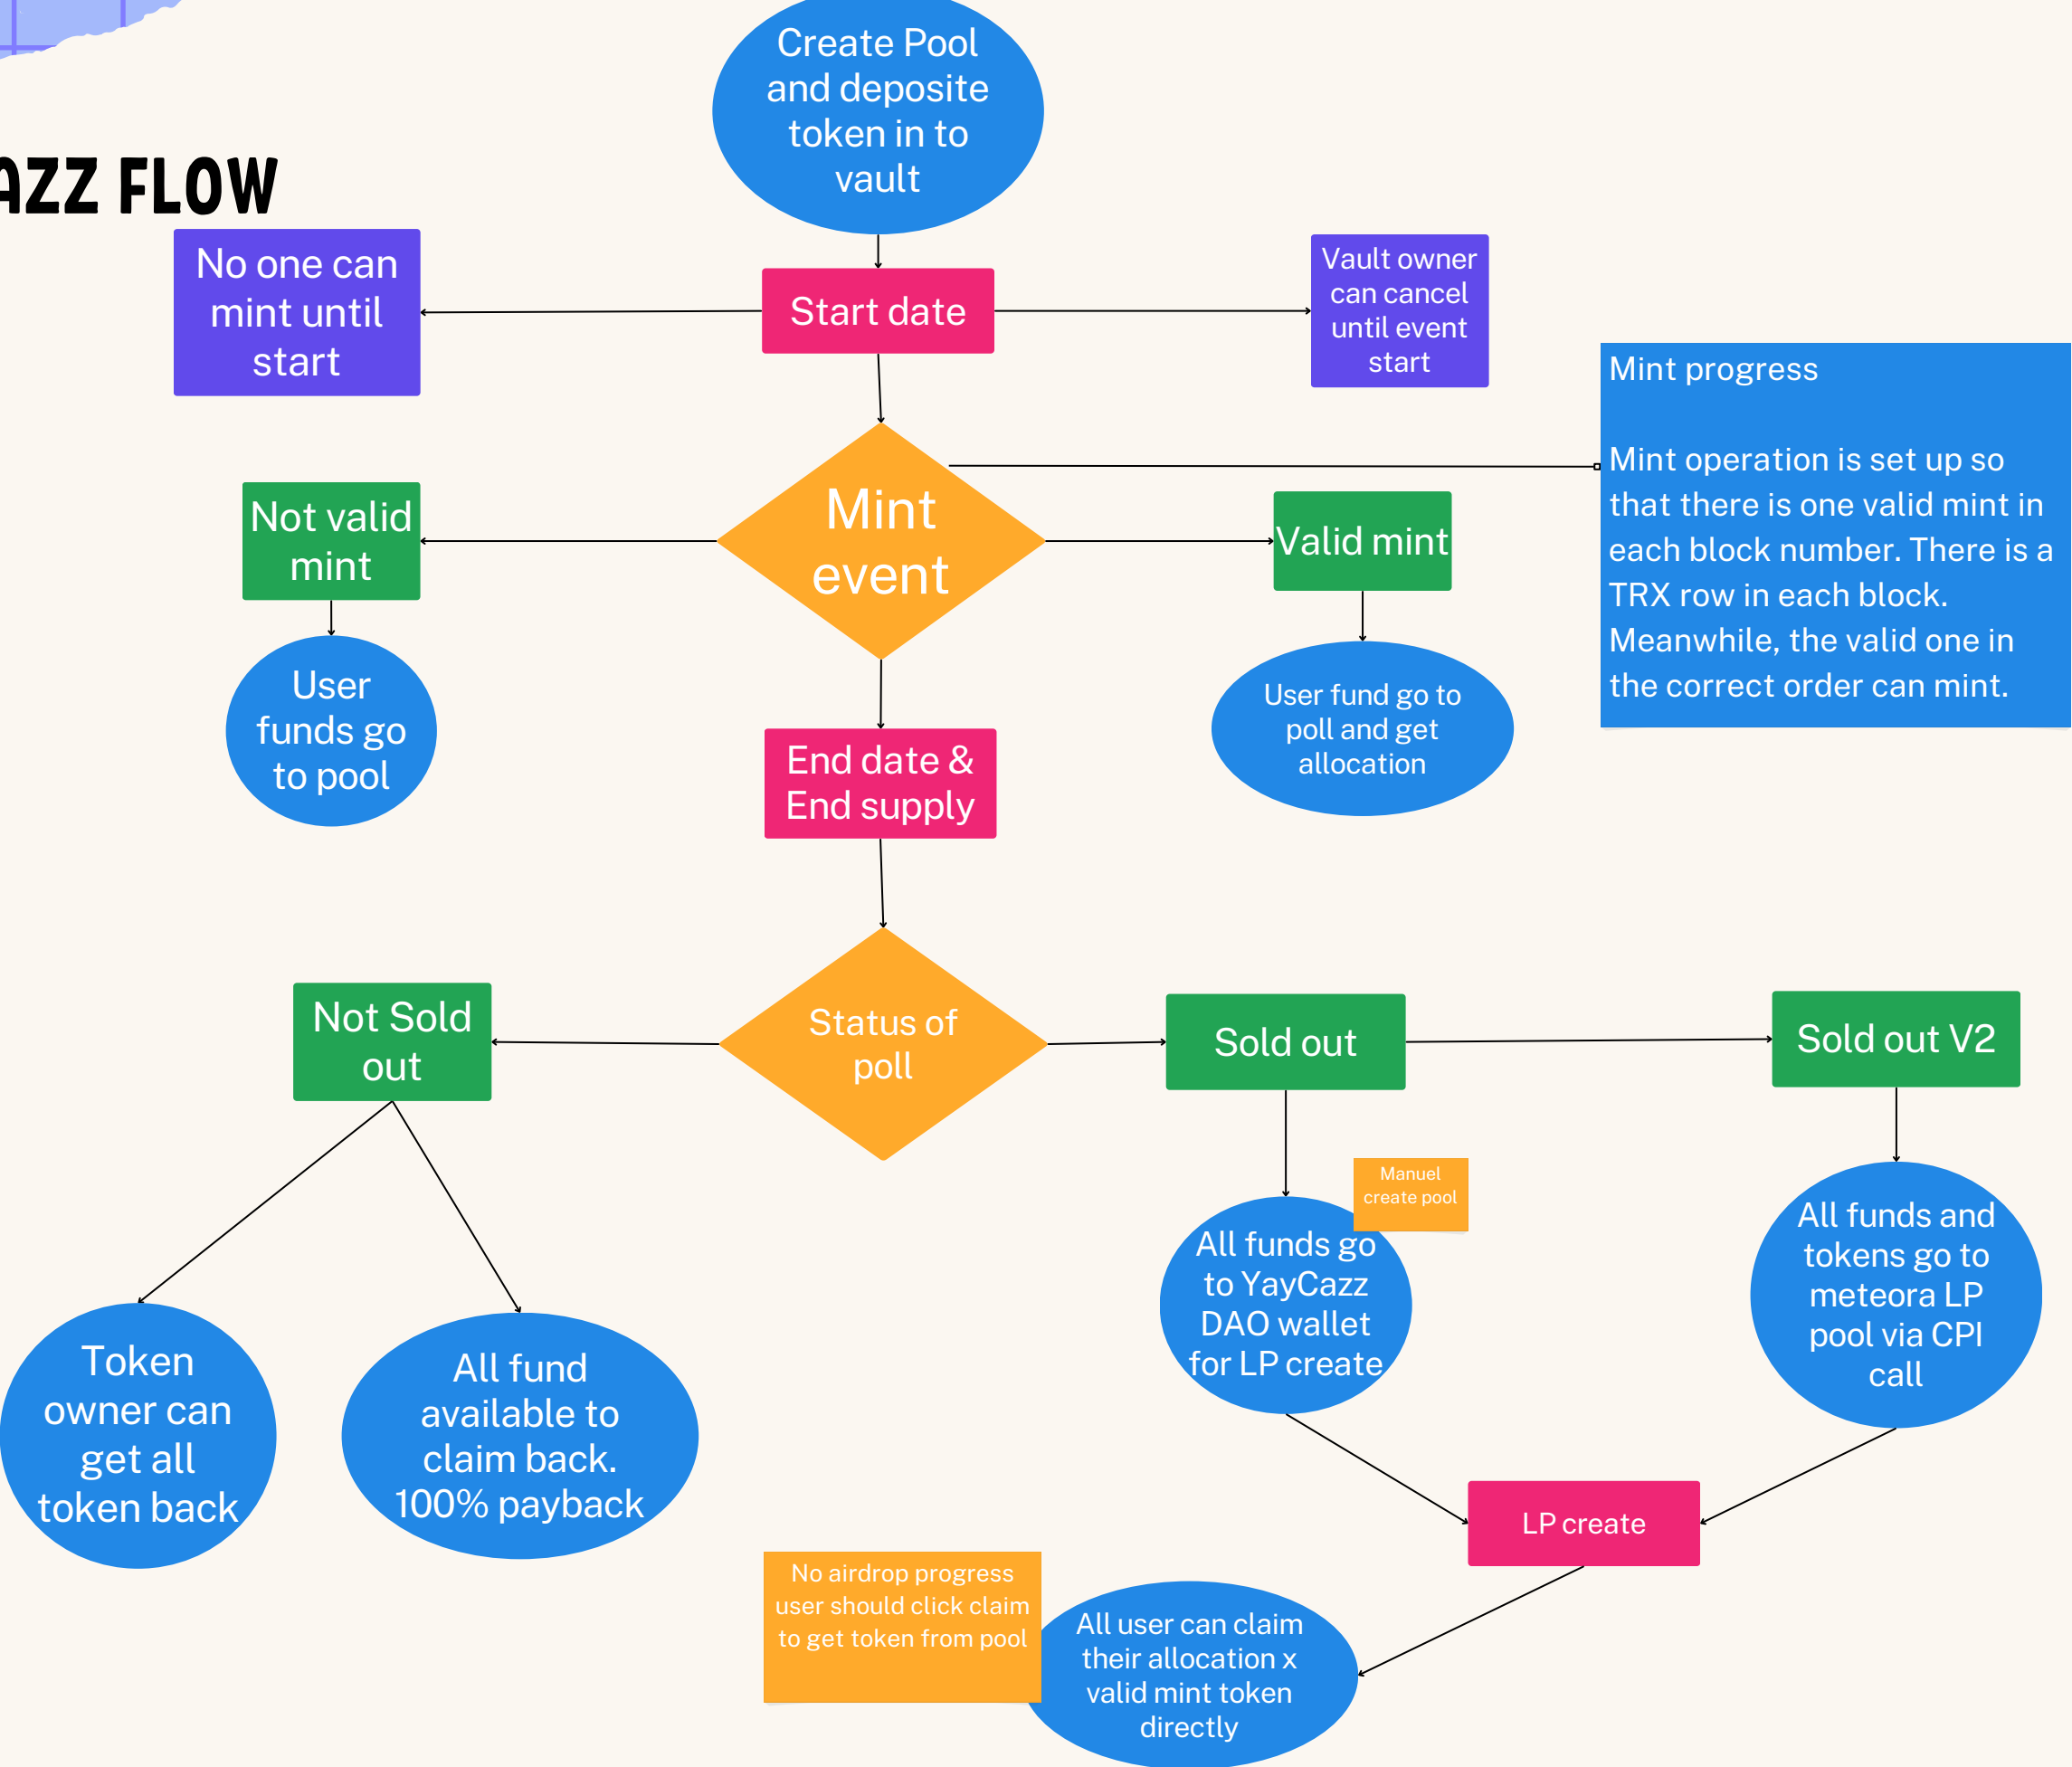 Create Pool
and deposite
token in to
vault
AZZ FLOW
No one can
mint until
start
Start date
Vault owner
can cancel
until event
start
Mint progress
Mint operation is set up so
that there is one valid mint in
each block number. There is a
TRX row in each block.
Meanwhile, the valid one in
the correct order can mint.
Not valid
mint
Mint
event
Valid mint
User
funds go
to pool
User fund go to
poll and get
allocation
End date &
End supply
Not Sold
out
Status of
poll
Sold out
Sold out V2
Manuel
create pool
All funds go
to YayCazz
DAO wallet
for LP create
All funds and
tokens go to
meteora LP
pool via CPI
call
Token
owner can
get all
token back
All fund
available to
claim back.
100% payback
LP create
No airdrop progress
user should click claim
to get token from pool
All user can claim
their allocation x
valid mint token
directly